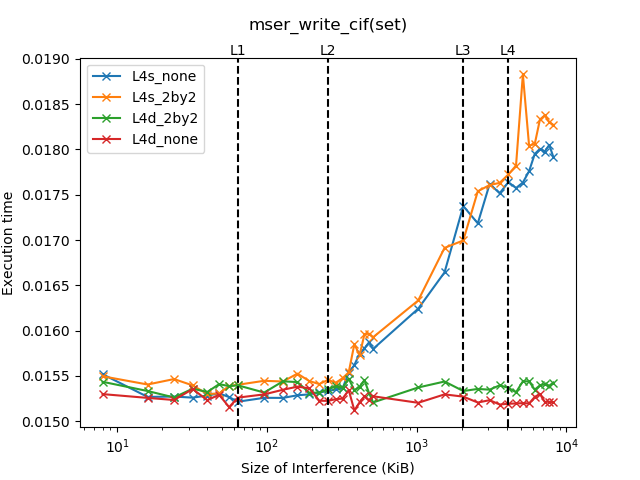 mser_write_cif(set)
L1
L2
L3
L4
0.0190
0.0185
0.0180
0.0175
0.0170
0.0165
0.0160
0.0155
0.0150
Execution time
L4s_none
L4s_2by2
L4d_2by2
L4d_none
10¹
10²
10³
10⁴
Size of Interference (KiB)